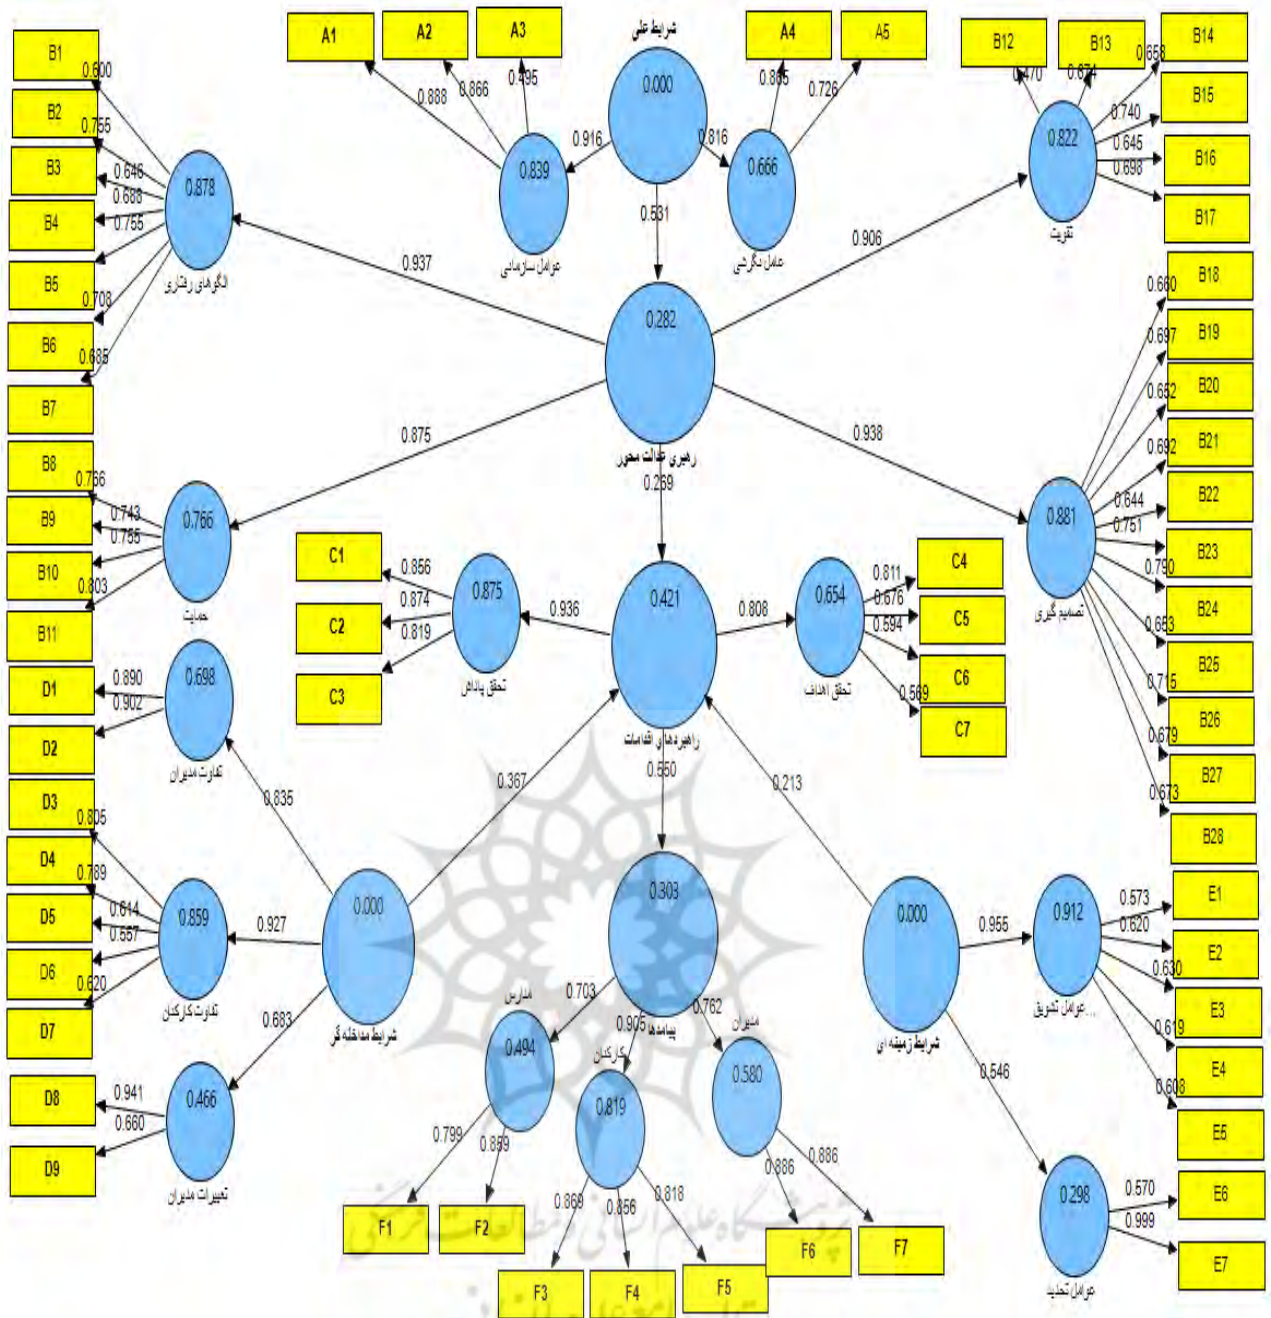 شرایط علی
0.000
A1
A2
A3
A4
A5
0.888
0.866
0.495
0.726
0.916
0.816
0.839
عوامل سازمانی
0.666
عامل نگرشی
0.531
B1
B2
B3
B4
B5
B6
B7
0.600
0.755
0.646
0.688
0.755
0.708
0.685
0.878
الگوهای رفتاری
0.937
B12
B13
B14
B15
B16
B17
0.658
0.740
0.645
0.698
0.822
تقویت
0.906
0.282
رهبری عدالت محور
B8
B9
B10
B11
0.766
0.743
0.755
0.803
0.766
حمایت
0.875
B18
B19
B20
B21
B22
B23
B24
B25
B26
B27
B28
0.660
0.697
0.652
0.692
0.644
0.751
0.790
0.653
0.715
0.679
0.673
0.881
تصمیم گیری
0.938
0.269
C1
C2
C3
0.856
0.874
0.819
0.875
تحقق پاداش
0.936
0.421
راهبردها و اقدامات
0.808
0.654
تحقق اهداف
0.811
0.676
0.594
0.569
C4
C5
C6
C7
D1
D2
0.890
0.902
0.698
تفاوت مدیران
0.835
D3
D4
D5
D6
D7
0.805
0.789
0.614
0.557
0.620
0.859
تفاوت کارکنان
0.927
0.000
شرایط مداخله گر
0.367
0.683
D8
D9
0.941
0.660
0.466
تغییرات مدیران
0.550
0.303
پیامدها
0.703
0.905
0.762
مدارس
0.494
کارکنان
0.819
مدیران
0.580
0.799
0.859
0.869
0.856
0.818
0.886
0.886
F1
F2
F3
F4
F5
F6
F7
0.213
0.000
شرایط زمینه ای
0.955
0.912
عوامل تشویق...
0.573
0.620
0.630
0.619
0.608
E1
E2
E3
E4
E5
0.546
0.298
عوامل تحدید
0.570
0.999
E6
E7
پژوهشگاه علوم انسانی و مطالعات فرهنگی